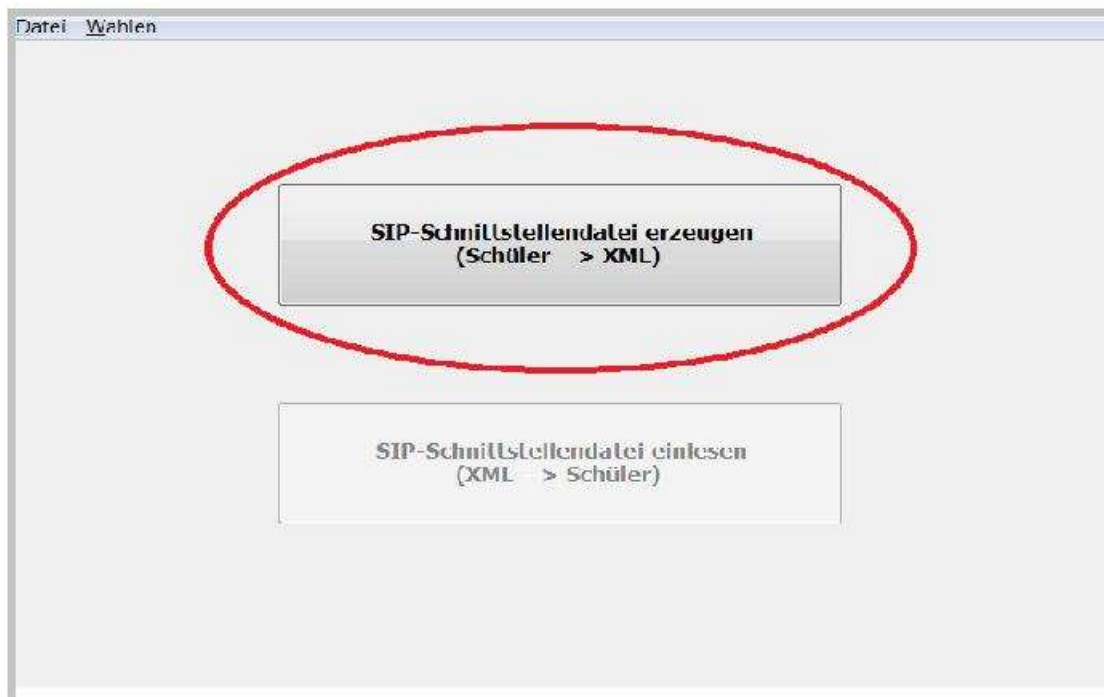 Datei Wahlen
SIP-Schnittstellendatei erzeugen
(Schüler > XML)
SIP-Schnittstellendatei einlesen
(XML > Schüler)